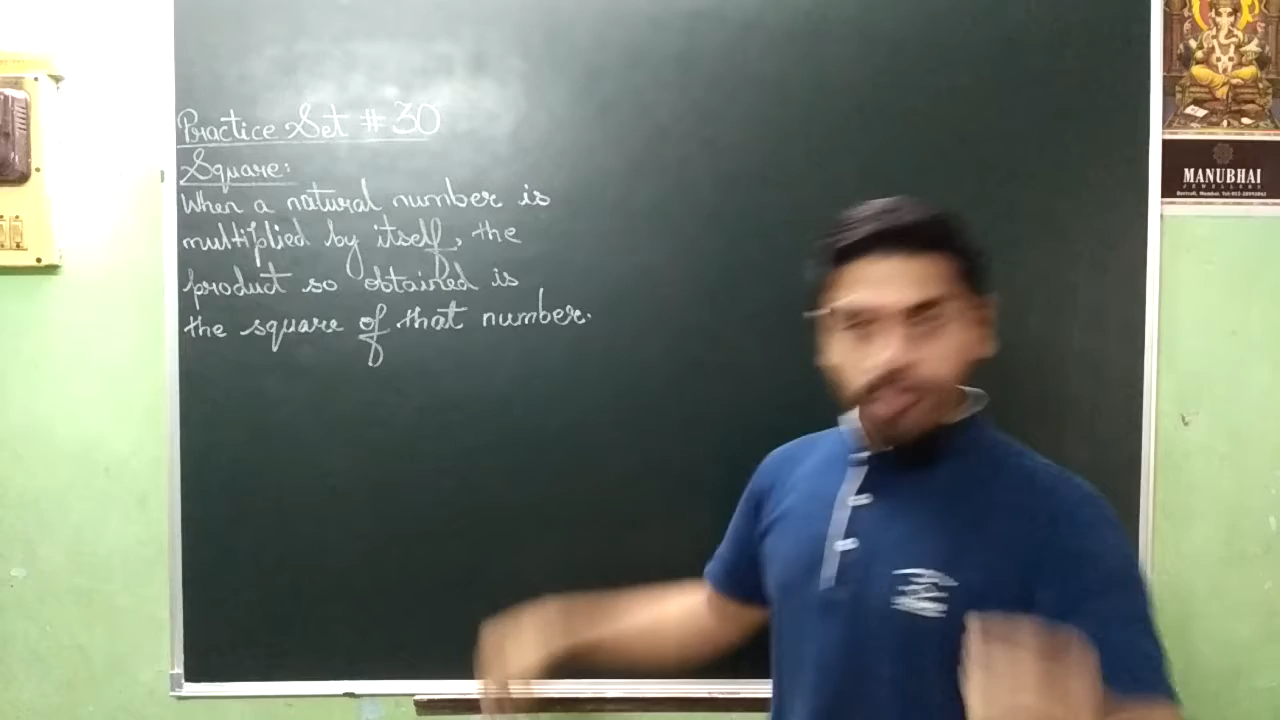 Practice Set # 30
Square:
When a natural number is
multiplied by itself, the
product so obtained is
the square of that number.
MANUBHAI
JEWELLERS